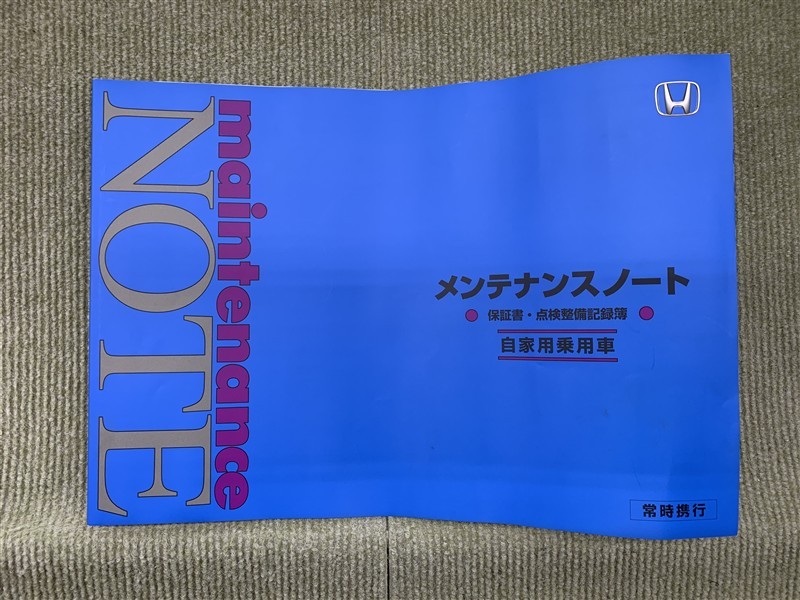 maintenance
NOTE
メンテナンスノート
保証書・点検整備記録簿
自家用乗用車
常時携行